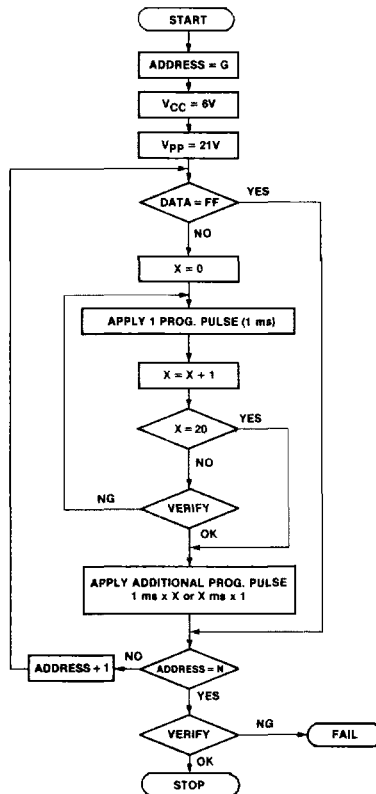 START
ADDRESS = G
VCC = 6V
Vpp = 21V
DATA = FF
YES
NO
X = 0
APPLY 1 PROG. PULSE (1 ms)
X = X + 1
X = 20
YES
NO
NG
VERIFY
OK
APPLY ADDITIONAL PROG. PULSE
1 ms x X or X ms x 1
NO
ADDRESS + 1
ADDRESS = N
YES
VERIFY
NG
FAIL
OK
STOP